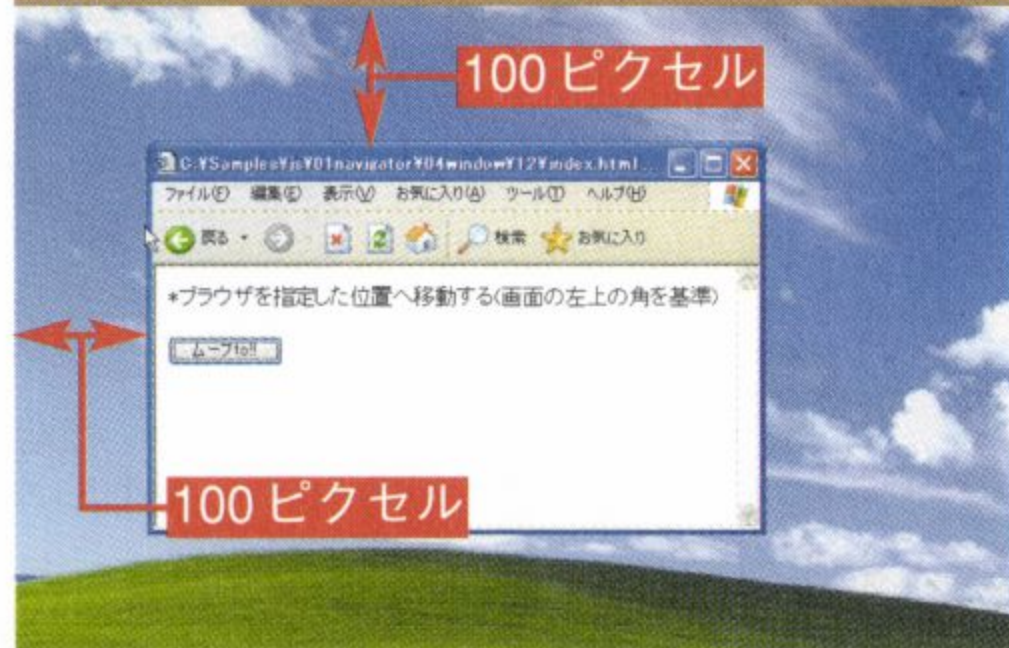 100 ピクセル
C:¥Samples¥js¥01navigator¥04window¥12¥index.html
ファイル(F) 編集(E) 表示(V) お気に入り(A) ツール(T) ヘルプ(H)
戻る 検索 お気に入り
*ブラウザを指定した位置へ移動する(画面の左上の角を基準)
ムーブto!!
100 ピクセル